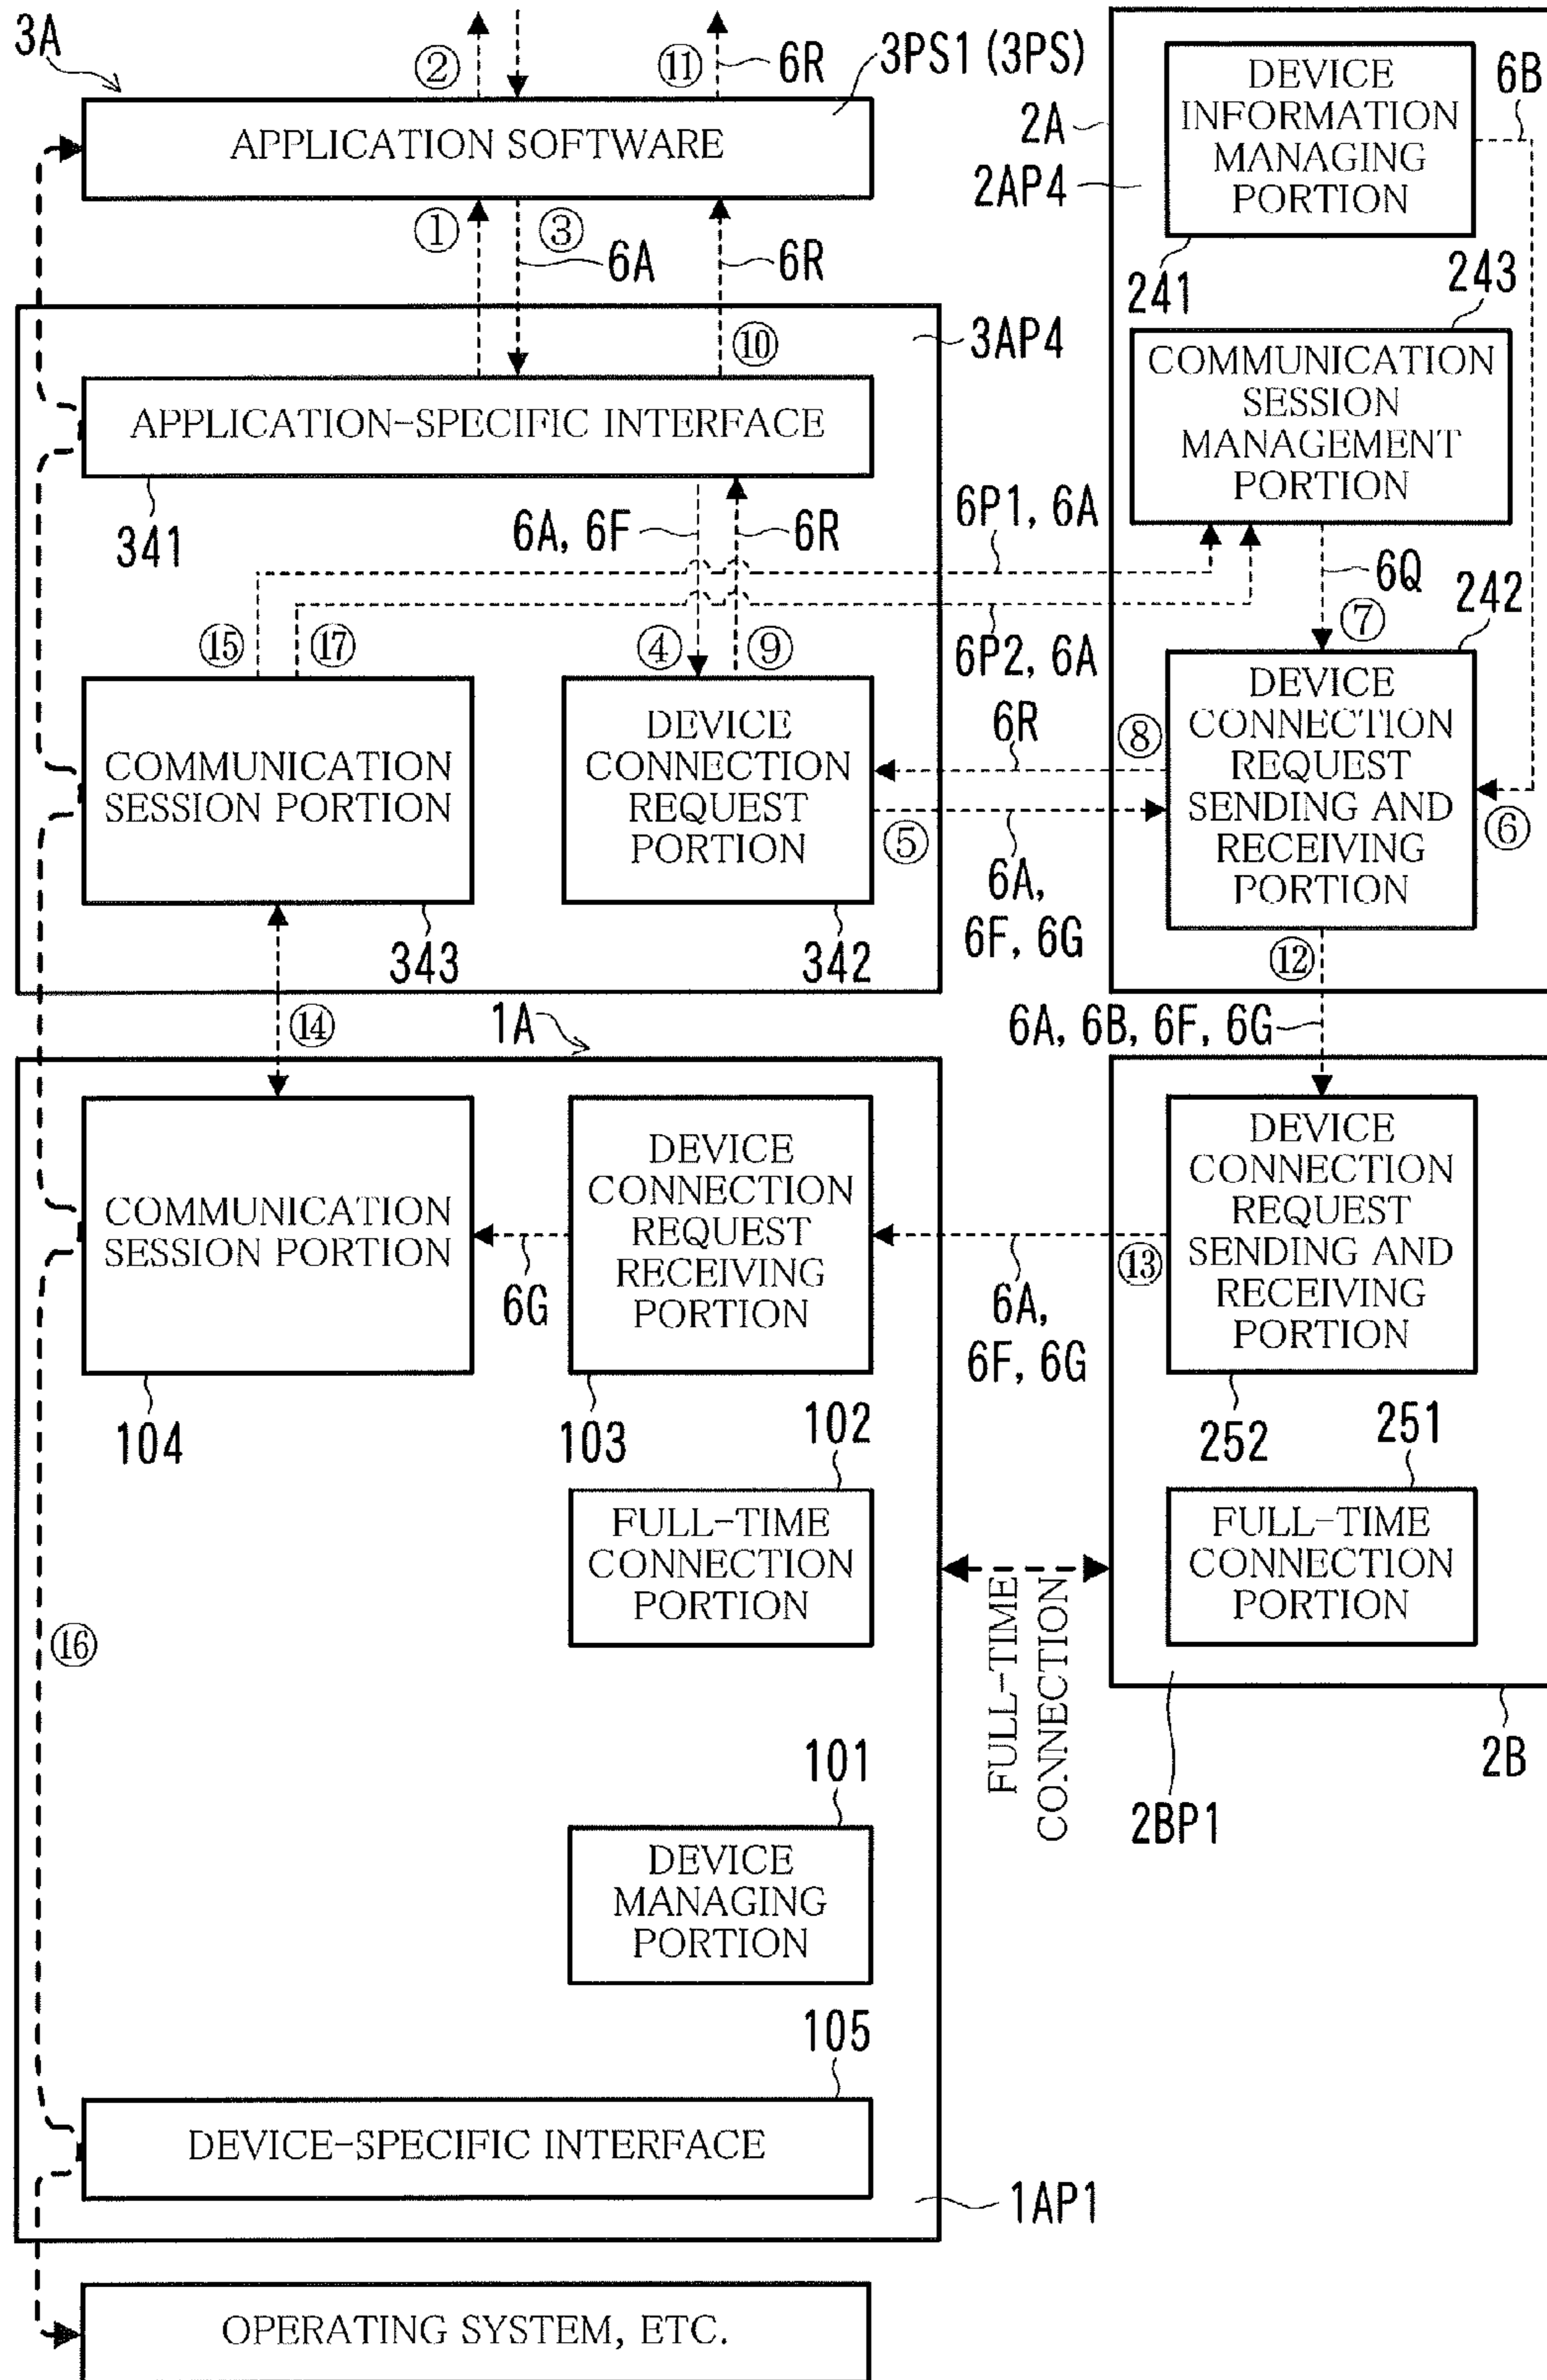 3A
②
⑪
6R
3PS1 (3PS)
APPLICATION SOFTWARE
①
③
6A
6R
3AP4
⑩
APPLICATION-SPECIFIC INTERFACE
341
6A, 6F
6R
6P1, 6A
6P2, 6A
⑮
⑰
④
⑨
COMMUNICATION
SESSION PORTION
343
DEVICE
CONNECTION
REQUEST
PORTION
342
6R
⑧
⑤
6A,
6F, 6G
2A
2AP4
DEVICE
INFORMATION
MANAGING
PORTION
6B
241
243
COMMUNICATION
SESSION
MANAGEMENT
PORTION
6Q
⑦
242
DEVICE
CONNECTION
REQUEST
SENDING AND
RECEIVING
PORTION
⑥
⑫
6A, 6B, 6F, 6G
⑭
1A
COMMUNICATION
SESSION PORTION
104
6G
DEVICE
CONNECTION
REQUEST
RECEIVING
PORTION
103
⑬
6A,
6F, 6G
DEVICE
CONNECTION
REQUEST
SENDING AND
RECEIVING
PORTION
252
102
FULL-TIME
CONNECTION
PORTION
FULL-TIME
CONNECTION
251
FULL-TIME
CONNECTION
PORTION
2BP1
2B
⑯
101
DEVICE
MANAGING
PORTION
105
DEVICE-SPECIFIC INTERFACE
1AP1
OPERATING SYSTEM, ETC.